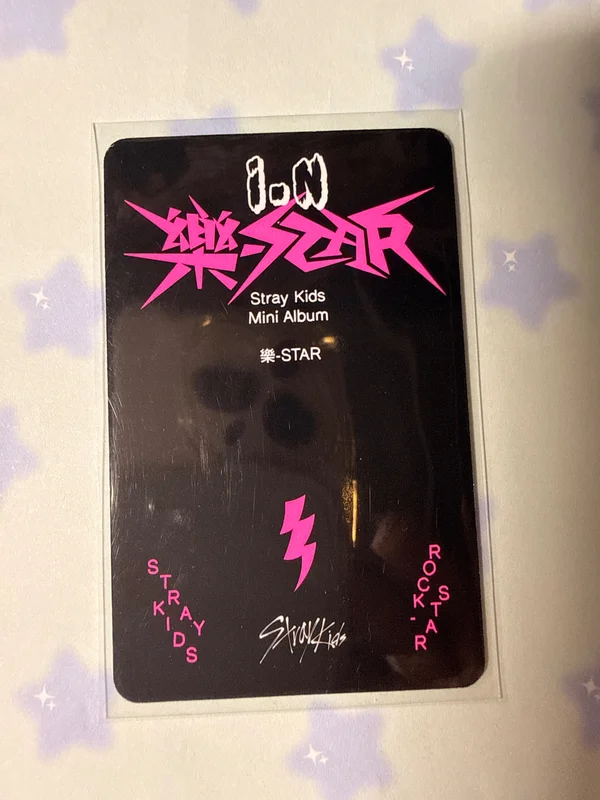 I.N
樂-STAR
Stray Kids
Mini Album
樂-STAR
STRAY
KIDS
Stray Kids
ROCK-
STAR